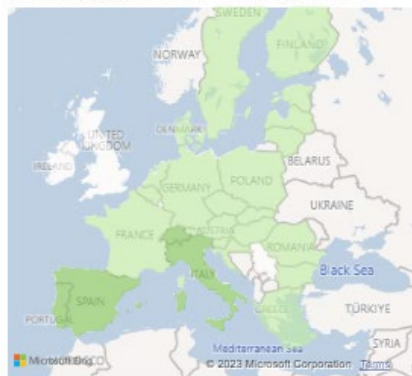 SWEDEN
FINLAND
NORWAY
UNITED
KINGDOM
DENMARK
IRELAND
BELARUS
POLAND
GERMANY
UKRAINE
FRANCE
AUSTRIA
ROMANIA
ITALY
Black Sea
PORTUGAL
SPAIN
GREECE
TÜRKIYE
SYRIA
Mediterranean Sea
Microsoft Bing
© 2023 Microsoft Corporation Terms